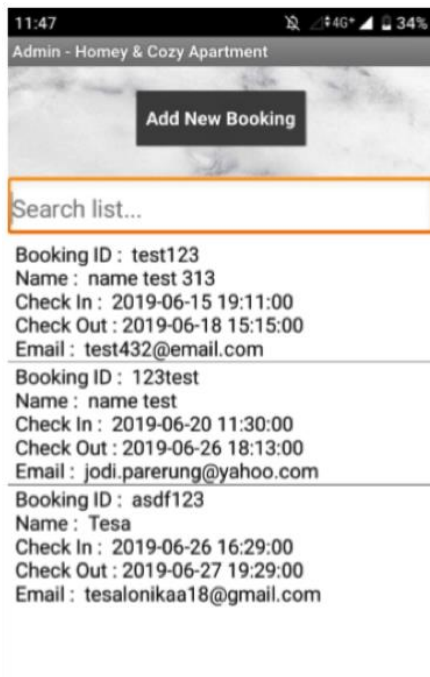 11:47 4G+ 34%
Admin - Homey & Cozy Apartment
Add New Booking
Search list...
Booking ID : test123
Name : name test 313
Check In : 2019-06-15 19:11:00
Check Out : 2019-06-18 15:15:00
Email : test432@email.com
Booking ID : 123test
Name : name test
Check In : 2019-06-20 11:30:00
Check Out : 2019-06-26 18:13:00
Email : jodi.parerung@yahoo.com
Booking ID : asdf123
Name : Tesa
Check In : 2019-06-26 16:29:00
Check Out : 2019-06-27 19:29:00
Email : tesalonikaa18@gmail.com